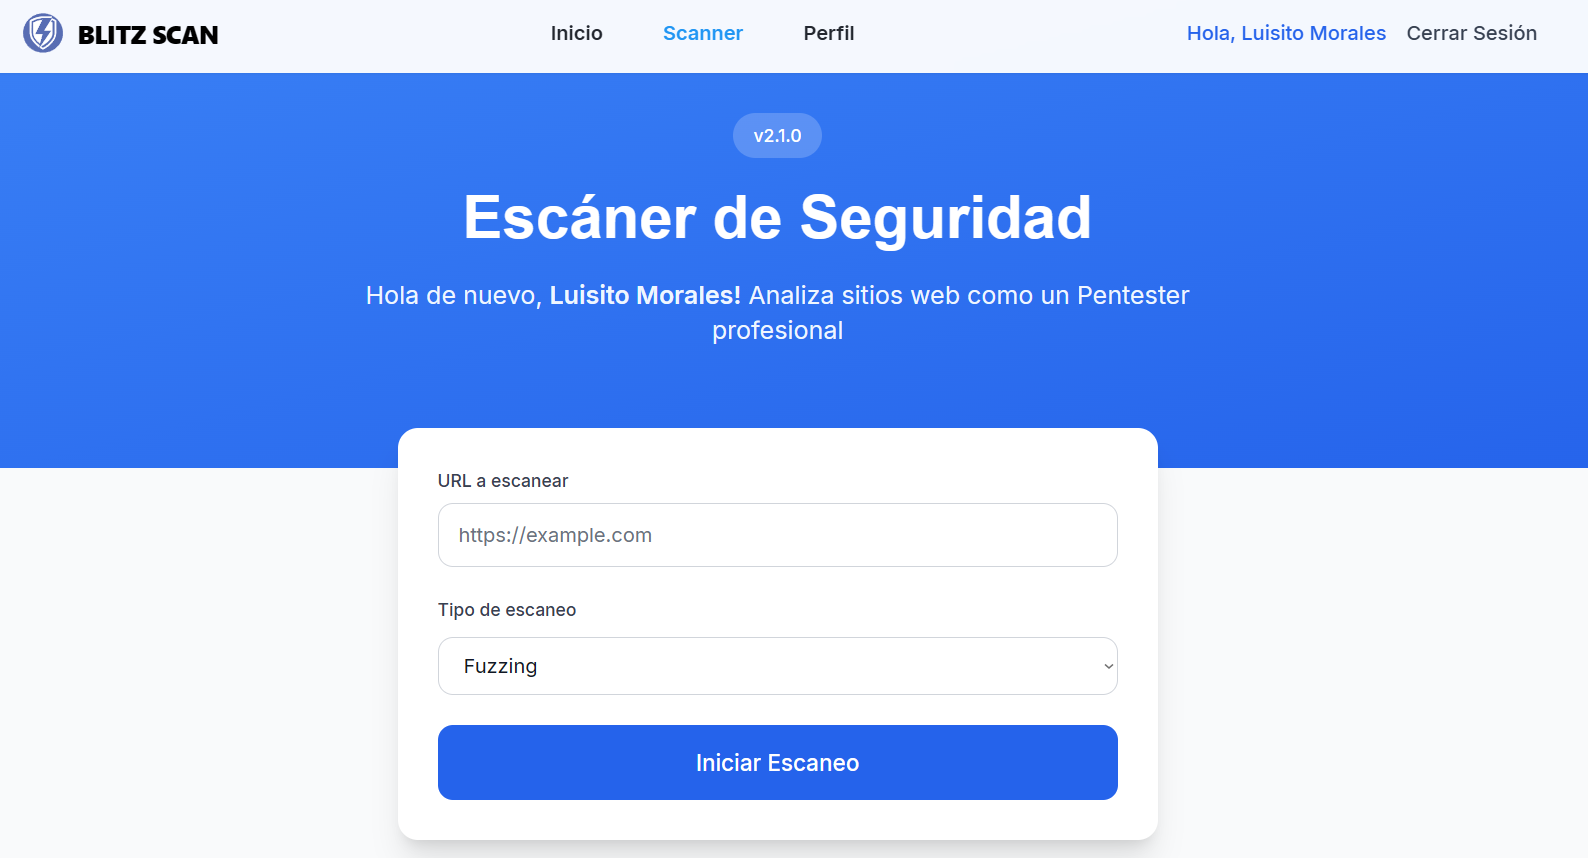 BLITZ SCAN
Inicio
Scanner
Perfil
Hola, Luisito Morales
Cerrar Sesión
v2.1.0
Escáner de Seguridad
Hola de nuevo, Luisito Morales! Analiza sitios web como un Pentester
profesional
URL a escanear
https://example.com
Tipo de escaneo
Fuzzing
Iniciar Escaneo